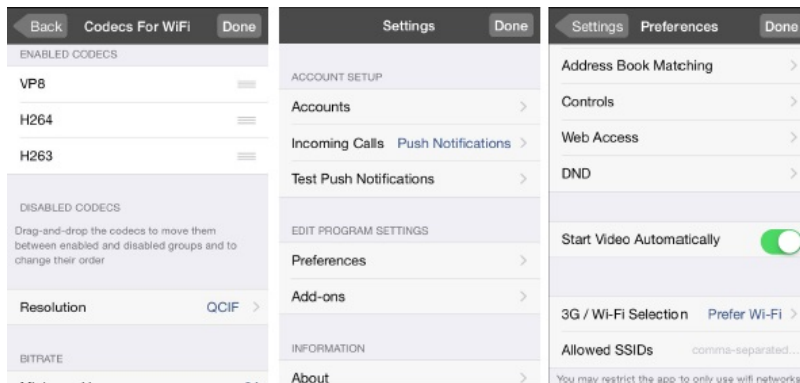 Back Codecs For WiFi Done
ENABLED CODECS
VP8
H264
H263
DISABLED CODECS
Drag-and-drop the codecs to move them
between enabled and disabled groups and to
change their order
Resolution QCIF
BITRATE
Settings Done
ACCOUNT SETUP
Accounts
Incoming Calls Push Notifications
Test Push Notifications
EDIT PROGRAM SETTINGS
Preferences
Add-ons
INFORMATION
About
Settings Preferences Done
Address Book Matching
Controls
Web Access
DND
Start Video Automatically
3G / Wi-Fi Selection Prefer Wi-Fi
Allowed SSIDs comma-separated...
You may restrict the app to only use wifi networks